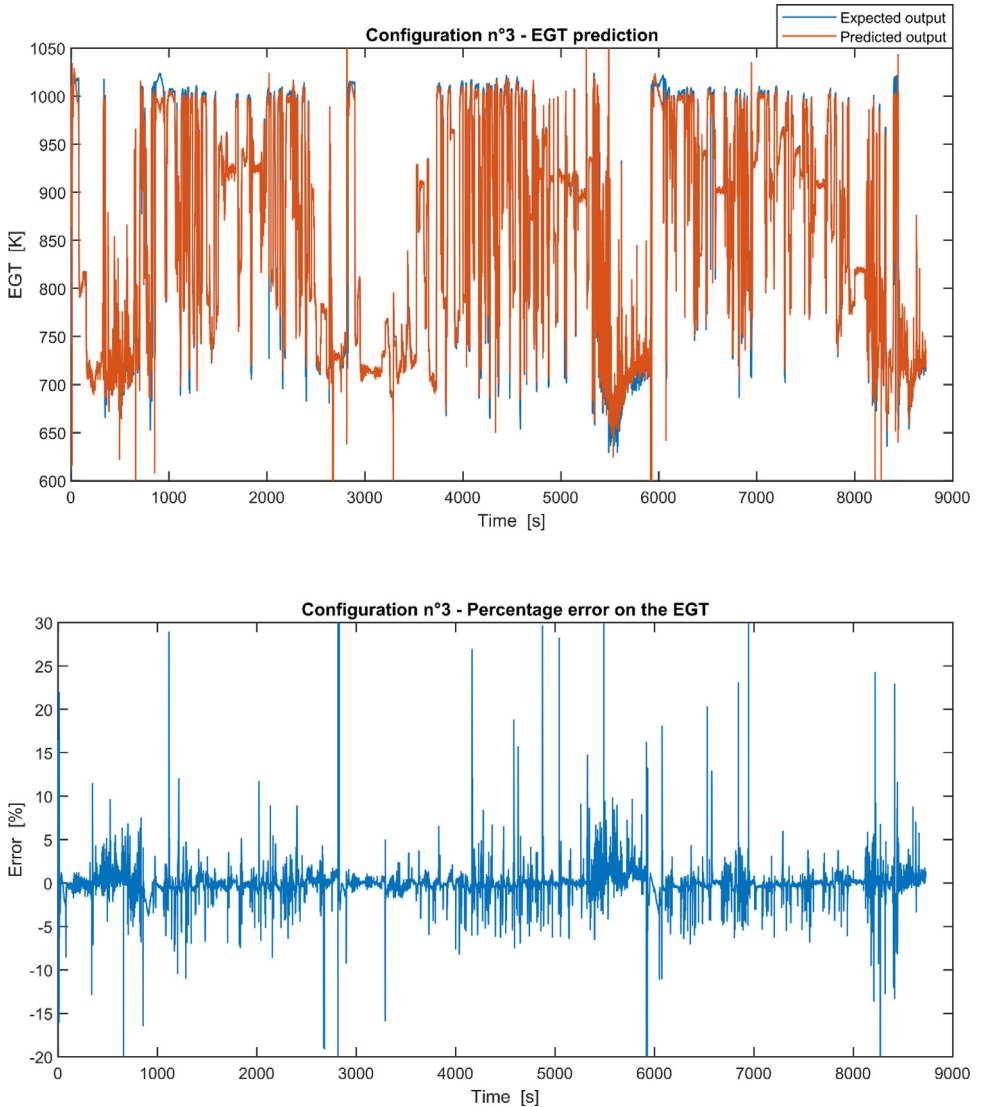 Configuration n°3 - EGT prediction
Expected output
Predicted output
1050
1000
950
900
850
800
750
700
650
600
EGT [K]
0 1000 2000 3000 4000 5000 6000 7000 8000 9000
Time [s]
Configuration n°3 - Percentage error on the EGT
30
25
20
15
10
5
0
-5
-10
-15
-20
Error [%]
0 1000 2000 3000 4000 5000 6000 7000 8000 9000
Time [s]